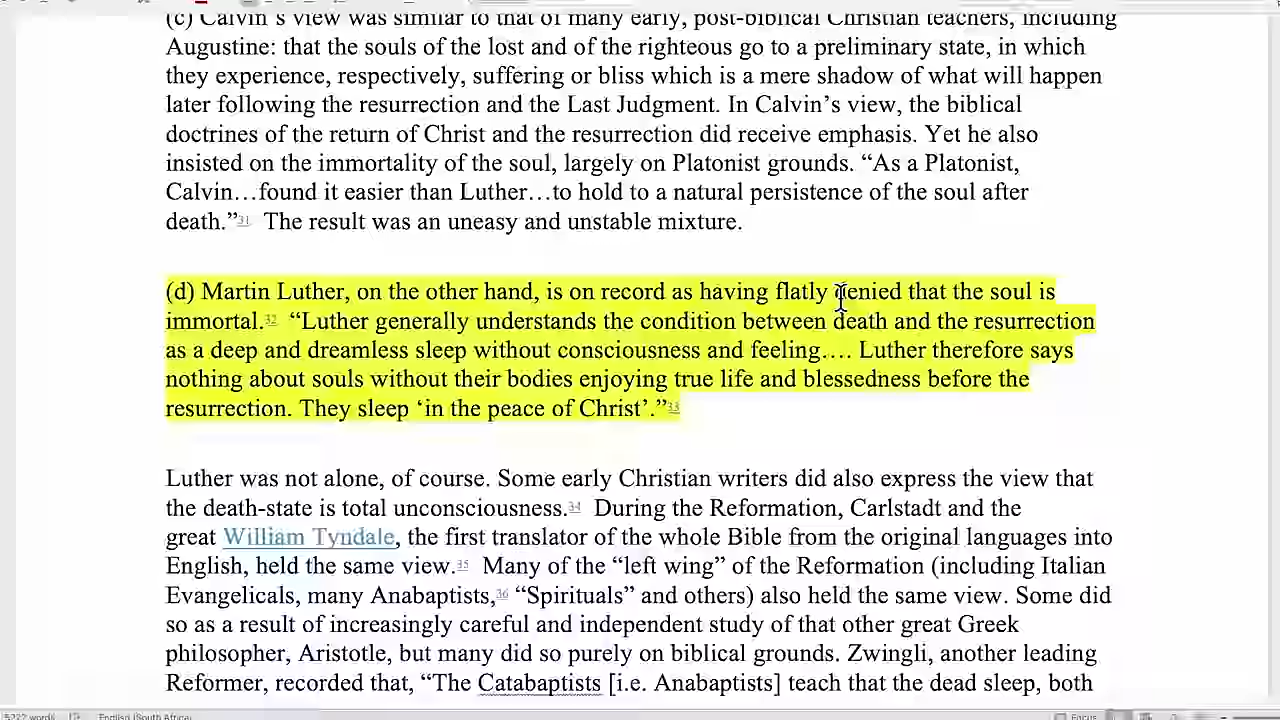 (c) Calvin’s view was similar to that of many early, post-biblical Christian teachers, including
Augustine: that the souls of the lost and of the righteous go to a preliminary state, in which
they experience, respectively, suffering or bliss which is a mere shadow of what will happen
later following the resurrection and the Last Judgment. In Calvin’s view, the biblical
doctrines of the return of Christ and the resurrection did receive emphasis. Yet he also
insisted on the immortality of the soul, largely on Platonist grounds. “As a Platonist,
Calvin…found it easier than Luther…to hold to a natural persistence of the soul after
death.”31 The result was an uneasy and unstable mixture.
(d) Martin Luther, on the other hand, is on record as having flatly denied that the soul is
immortal.32 “Luther generally understands the condition between death and the resurrection
as a deep and dreamless sleep without consciousness and feeling…. Luther therefore says
nothing about souls without their bodies enjoying true life and blessedness before the
resurrection. They sleep ‘in the peace of Christ’.”33
Luther was not alone, of course. Some early Christian writers did also express the view that
the death-state is total unconsciousness.34 During the Reformation, Carlstadt and the
great William Tyndale, the first translator of the whole Bible from the original languages into
English, held the same view.35 Many of the “left wing” of the Reformation (including Italian
Evangelicals, many Anabaptists,36 “Spirituals” and others) also held the same view. Some did
so as a result of increasingly careful and independent study of that other great Greek
philosopher, Aristotle, but many did so purely on biblical grounds. Zwingli, another leading
Reformer, recorded that, “The Catabaptists [i.e. Anabaptists] teach that the dead sleep, both
5222 words English (South Africa) Focus